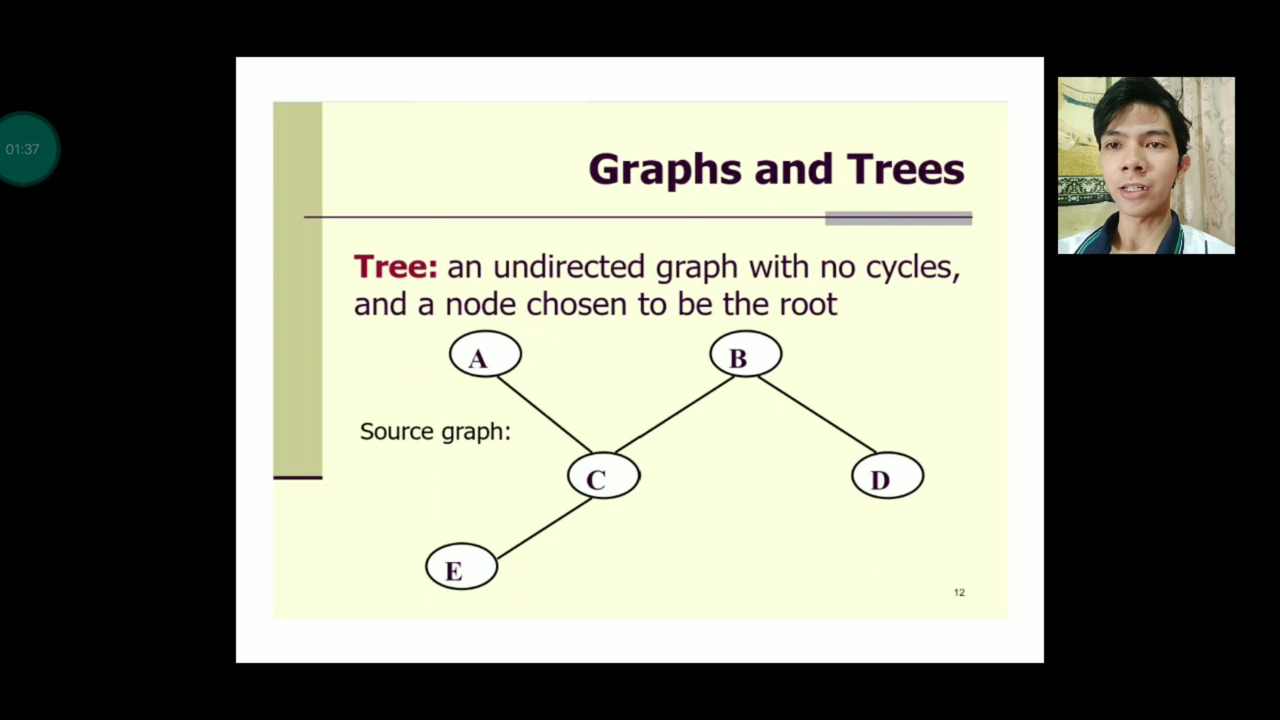 01:37
Graphs and Trees
Tree: an undirected graph with no cycles,
and a node chosen to be the root
A
B
Source graph:
C
D
E
12